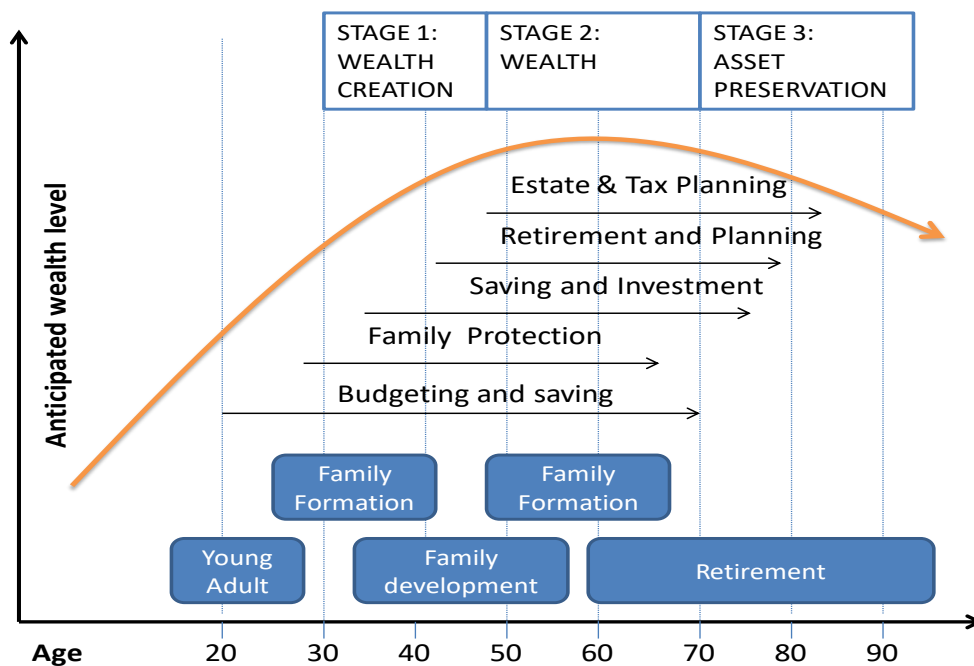 STAGE 1:
WEALTH
CREATION
STAGE 2:
WEALTH
STAGE 3:
ASSET
PRESERVATION
Anticipated wealth level
Estate & Tax Planning
Retirement and Planning
Saving and Investment
Family Protection
Budgeting and saving
Family
Formation
Family
Formation
Young
Adult
Family
development
Retirement
Age 20 30 40 50 60 70 80 90